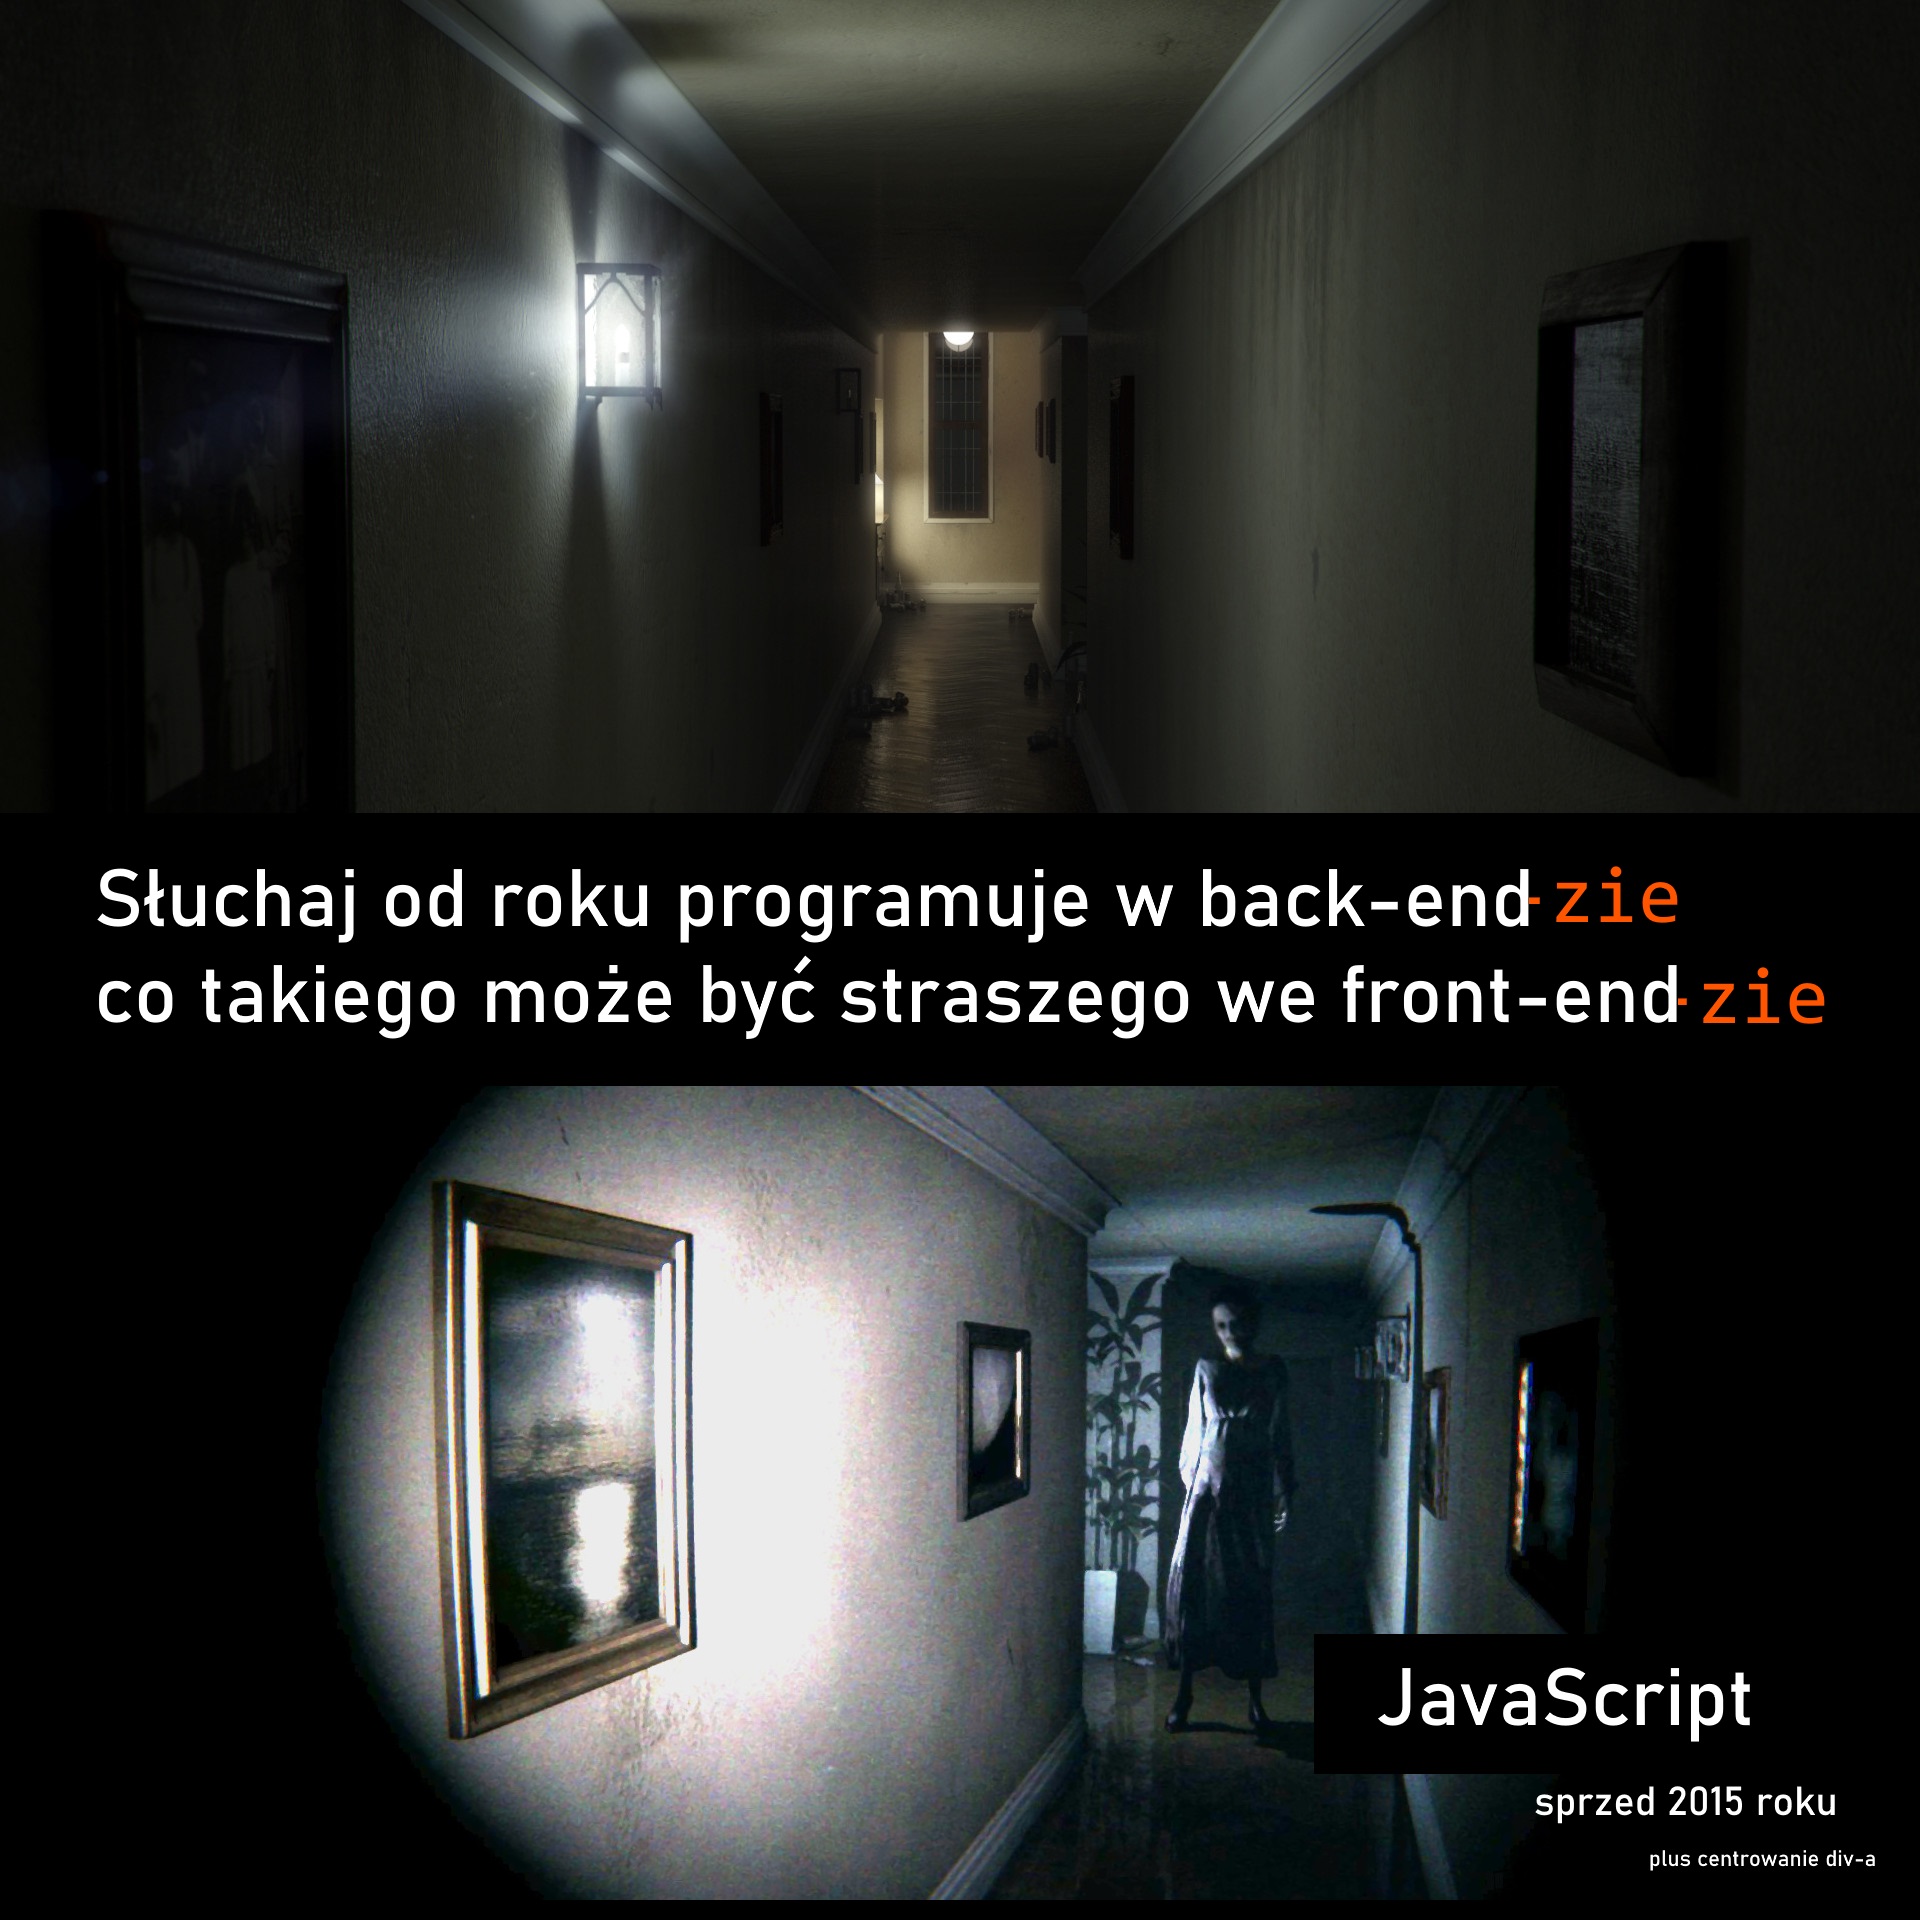 Słuchaj od roku programuje w back-end-zie
co takiego może być straszego we front-end-zie
JavaScript
sprzed 2015 roku
plus centrowanie div-a